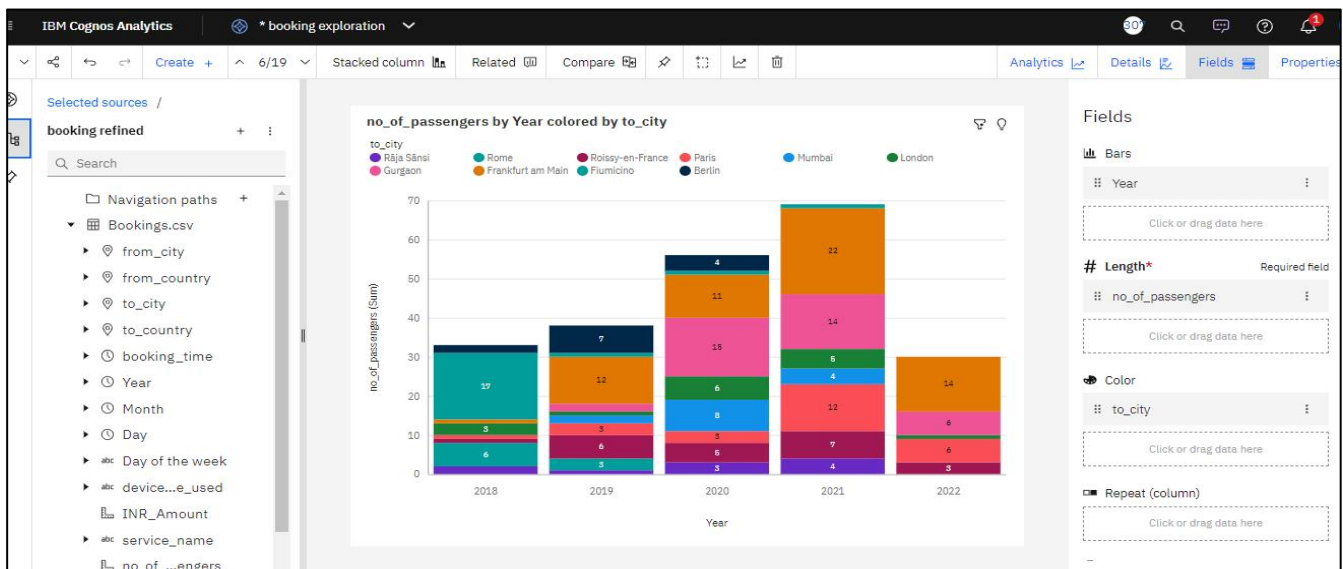 IBM Cognos Analytics
* booking exploration
30°
1
Create +
6/19
Stacked column
Related
Compare
Analytics
Details
Fields
Properties
Selected sources /
booking refined
Search
Navigation paths
Bookings.csv
from_city
from_country
to_city
to_country
booking_time
Year
Month
Day
abc Day of the week
abc device...e_used
INR_Amount
abc service_name
no_of_...engers
no_of_passengers by Year colored by to_city
to_city
Rāja Sānsi
Rome
Roissy-en-France
Paris
Mumbai
London
Gurgaon
Frankfurt am Main
Fiumicino
Berlin
no_of_passengers (Sum)
70
60
50
40
30
20
10
0
17
3
6
7
12
3
6
3
4
11
15
6
8
3
5
3
22
14
5
4
12
7
4
14
6
6
3
2018
2019
2020
2021
2022
Year
Fields
Bars
Year
Click or drag data here
# Length*
Required field
no_of_passengers
Click or drag data here
Color
to_city
Click or drag data here
Repeat (column)
Click or drag data here